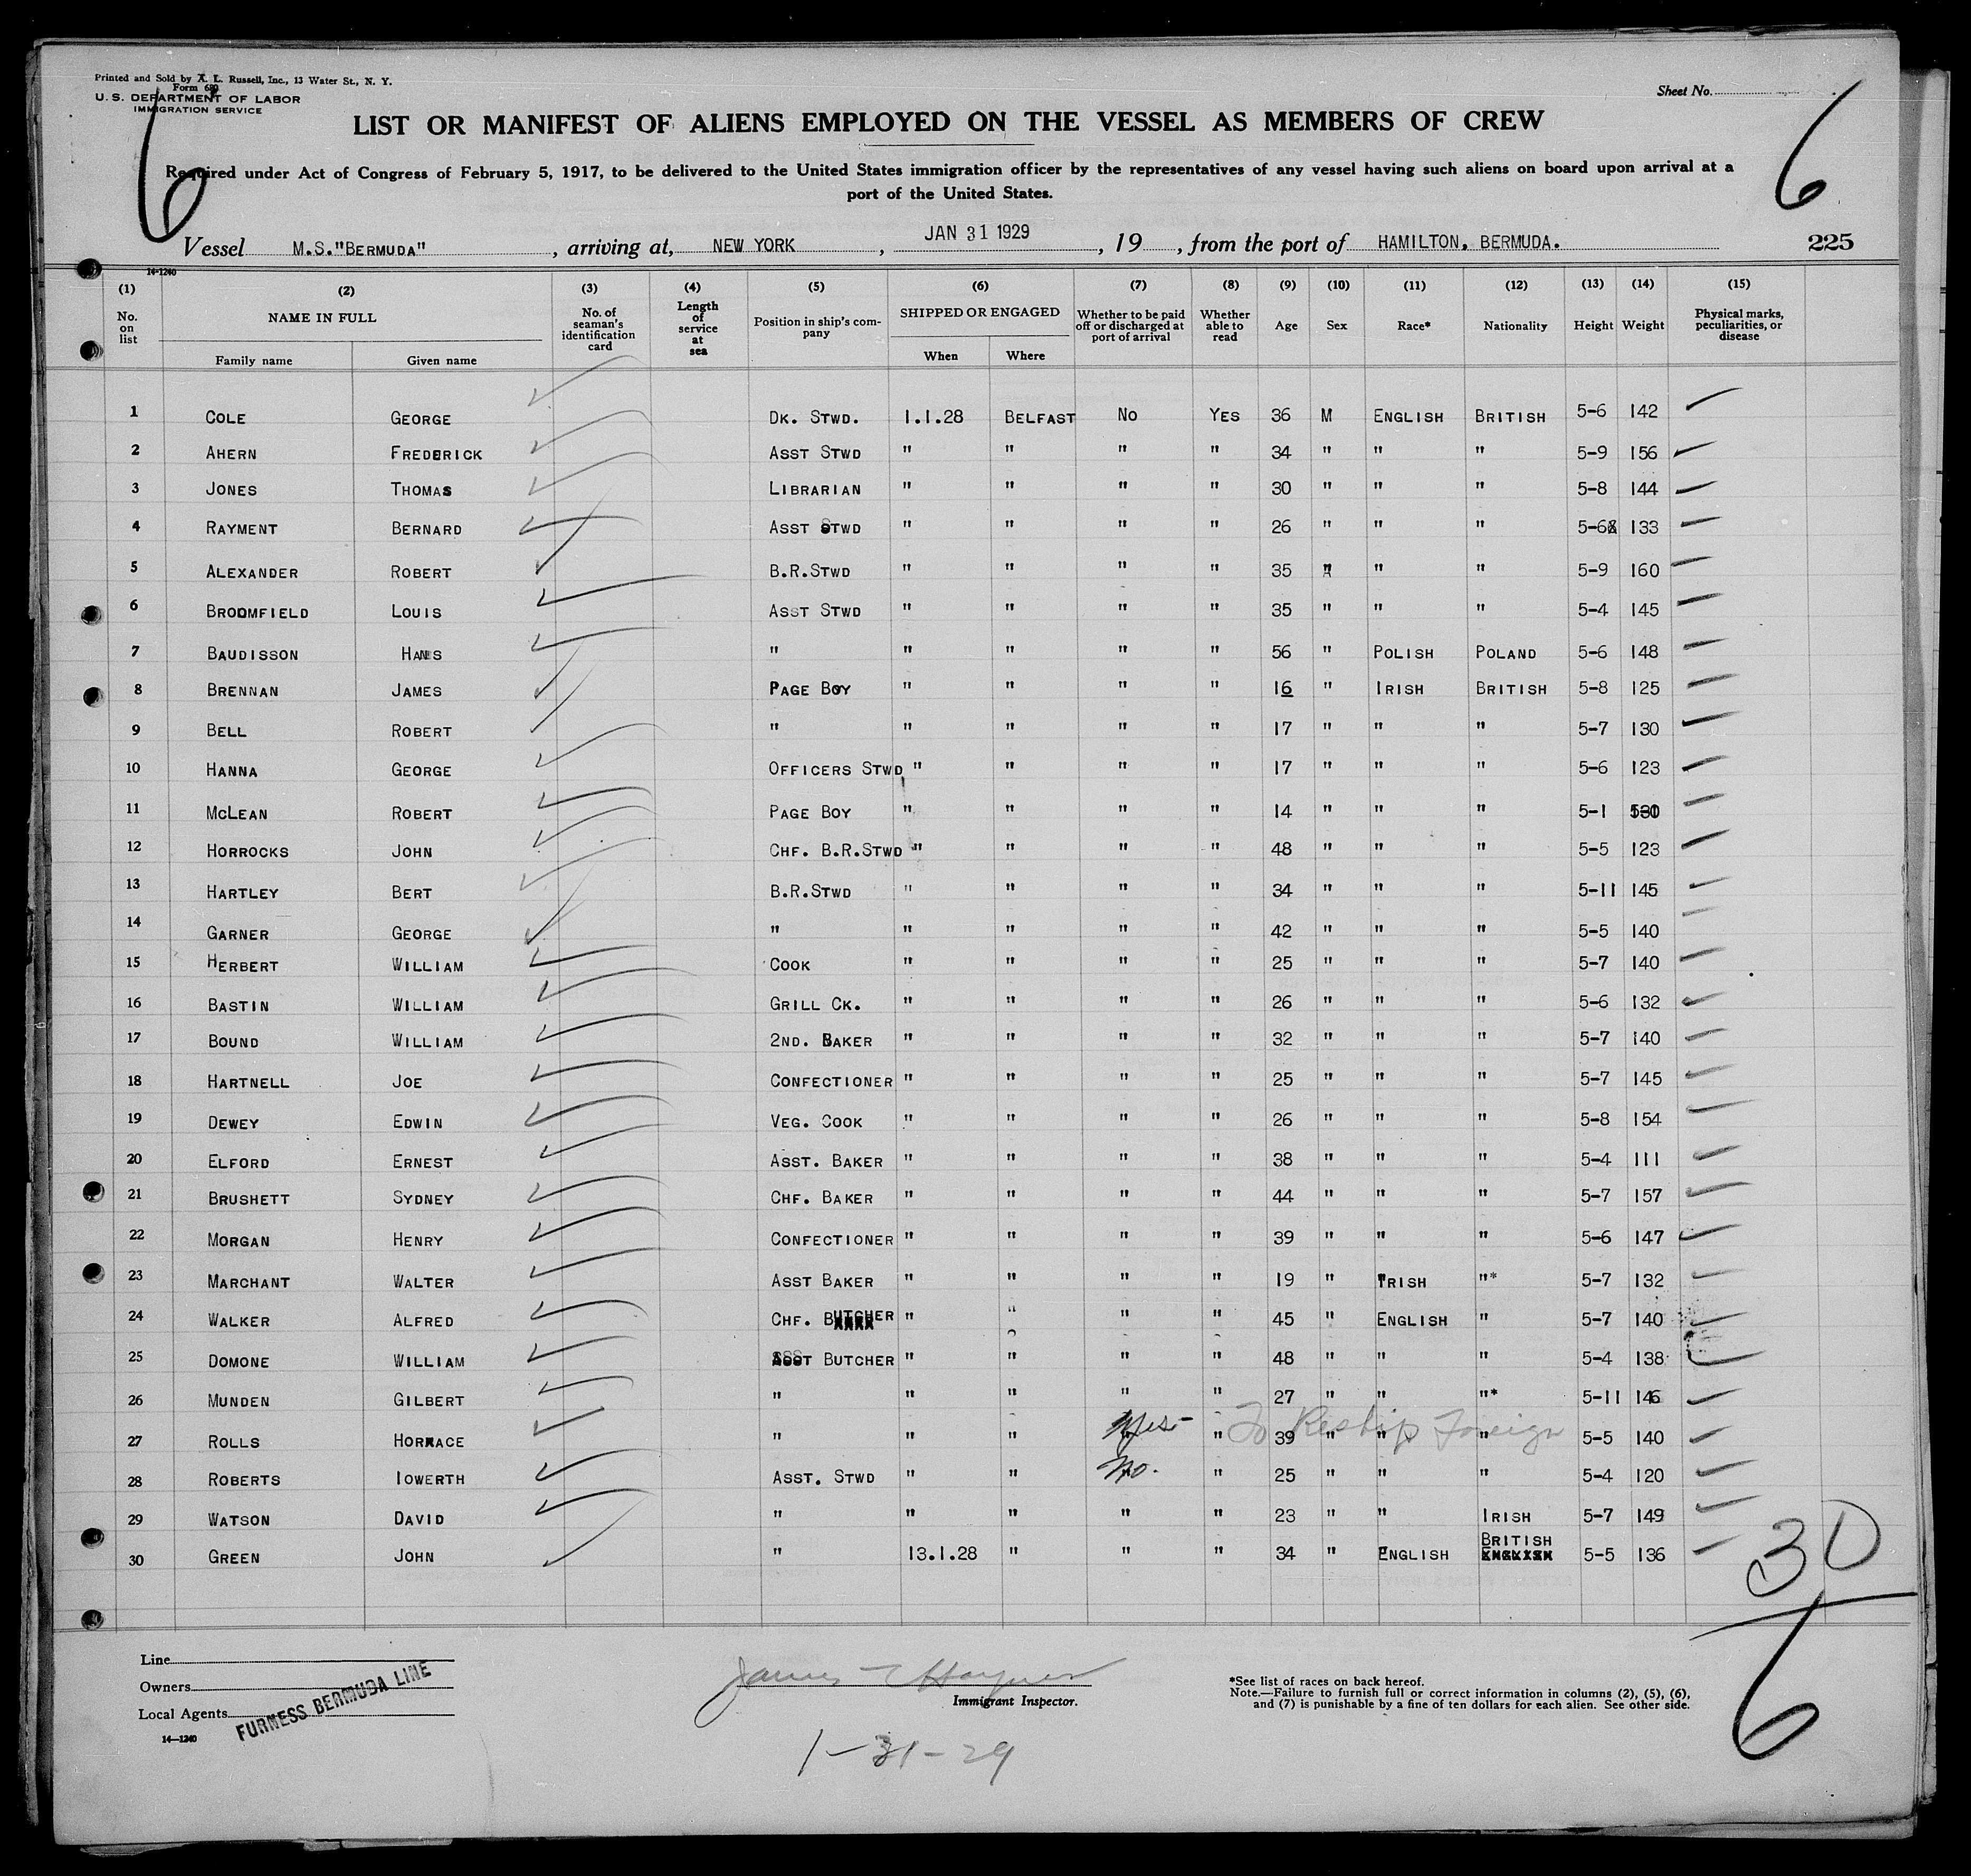 Printed and Sold by A. L. Russell, Inc., 13 Water St., N. Y.
Form 680
U. S. DEPARTMENT OF LABOR
IMMIGRATION SERVICE
Sheet No.
6
6
LIST OR MANIFEST OF ALIENS EMPLOYED ON THE VESSEL AS MEMBERS OF CREW
Required under Act of Congress of February 5, 1917, to be delivered to the United States immigration officer by the representatives of any vessel having such aliens on board upon arrival at a
port of the United States.
Vessel M.S."BERMUDA", arriving at, NEW YORK, JAN 31 1929, 19, from the port of HAMILTON, BERMUDA. 225
14-1240
(1) (2) (3) (4) (5) (6) (7) (8) (9) (10) (11) (12) (13) (14) (15)
No. on list NAME IN FULL Family name Given name No. of seaman's identification card Length of service at sea Position in ship's company SHIPPED OR ENGAGED When Where Whether to be paid off or discharged at port of arrival Whether able to read Age Sex Race* Nationality Height Weight Physical marks, peculiarities, or disease
1 COLE GEORGE DK. STWD. 1.1.28 BELFAST NO YES 36 M ENGLISH BRITISH 5-6 142
2 AHERN FREDERICK ASST STWD " " " " 34 " " " 5-9 156
3 JONES THOMAS LIBRARIAN " " " " 30 " " " 5-8 144
4 RAYMENT BERNARD ASST STWD " " " " 26 " " " 5-6 133
5 ALEXANDER ROBERT B.R.STWD " " " " 35 " " " 5-9 160
6 BROOMFIELD LOUIS ASST STWD " " " " 35 " " " 5-4 145
7 BAUDISSON HANS " " " " " 56 " POLISH POLAND 5-6 148
8 BRENNAN JAMES PAGE BOY " " " " 16 " IRISH BRITISH 5-8 125
9 BELL ROBERT " " " " " 17 " " " 5-7 130
10 HANNA GEORGE OFFICERS STWD " " " " 17 " " " 5-6 123
11 MCLEAN ROBERT PAGE BOY " " " " 14 " " " 5-1
12 HORROCKS JOHN CHF. B.R.STWD " " " " 48 " " " 5-5 123
13 HARTLEY BERT B.R.STWD " " " " 34 " " " 5-11 145
14 GARNER GEORGE " " " " " 42 " " " 5-5 140
15 HERBERT WILLIAM COOK " " " " 25 " " " 5-7 140
16 BASTIN WILLIAM GRILL CK. " " " " 26 " " " 5-6 132
17 BOUND WILLIAM 2ND. BAKER " " " " 32 " " " 5-7 140
18 HARTNELL JOE CONFECTIONER " " " " 25 " " " 5-7 145
19 DEWEY EDWIN VEG. COOK " " " " 26 " " " 5-8 154
20 ELFORD ERNEST ASST. BAKER " " " " 38 " " " 5-4 111
21 BRUSHETT SYDNEY CHF. BAKER " " " " 44 " " " 5-7 157
22 MORGAN HENRY CONFECTIONER " " " " 39 " " " 5-6 147
23 MARCHANT WALTER ASST BAKER " " " " 19 " IRISH "* 5-7 132
24 WALKER ALFRED CHF. BUTCHER " " " " 45 " ENGLISH " 5-7 140
25 DOMONE WILLIAM ASST BUTCHER " " " " 48 " " " 5-4 138
26 MUNDEN GILBERT " " " " " 27 " " "* 5-11 146
27 ROLLS HORRACE " " " Yes- " 39 " " " To Reship Foreign 5-5 140
28 ROBERTS IOWERTH ASST. STWD " " No. " 25 " " " 5-4 120
29 WATSON DAVID " " " " " 23 " " IRISH 5-7 149
30 GREEN JOHN " 13.1.28 " " " 34 " ENGLISH BRITISH 5-5 136
30
6
Line
Owners
Local Agents
FURNESS BERMUDA LINE
14—1240
James
Immigrant Inspector.
1-31-29
*See list of races on back hereof.
Note.—Failure to furnish full or correct information in columns (2), (5), (6),
and (7) is punishable by a fine of ten dollars for each alien. See other side.